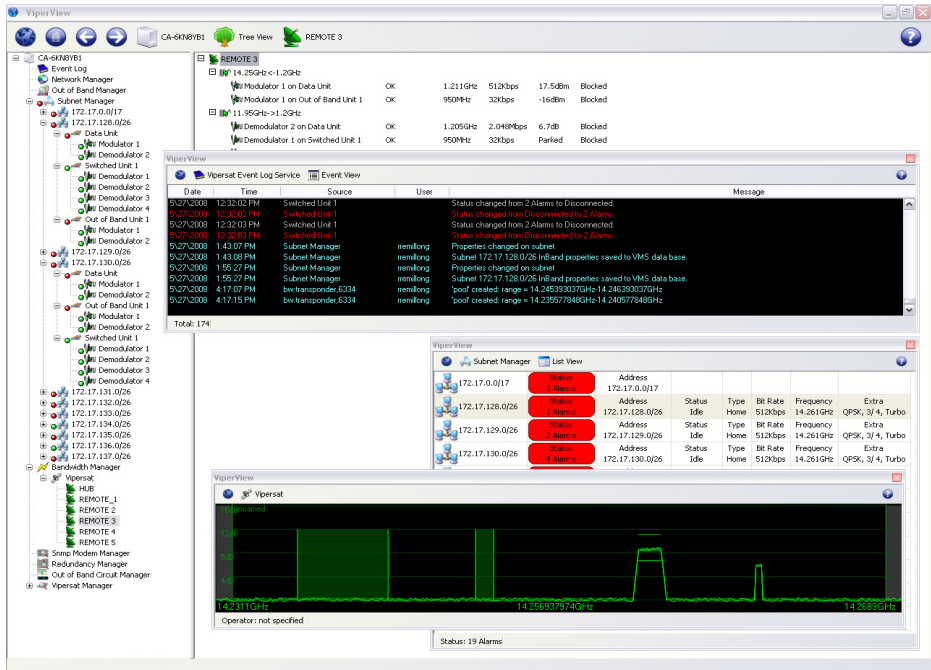 ViperView
CA-6KN8YB1 Tree View REMOTE 3
CA-6KN8YB1
Event Log
Network Manager
Out of Band Manager
Subnet Manager
172.17.0.0/17
172.17.128.0/26
Data Unit
Modulator 1
Demodulator 2
Switched Unit 1
Demodulator 1
Demodulator 2
Demodulator 3
Demodulator 4
Out of Band Unit 1
Modulator 1
Demodulator 2
172.17.129.0/26
172.17.130.0/26
Data Unit
Modulator 1
Demodulator 2
Out of Band Unit 1
Modulator 1
Demodulator 2
Switched Unit 1
Demodulator 1
Demodulator 2
Demodulator 3
Demodulator 4
172.17.131.0/26
172.17.132.0/26
172.17.133.0/26
172.17.134.0/26
172.17.135.0/26
172.17.136.0/26
172.17.137.0/26
Bandwidth Manager
Vipersat
HUB
REMOTE_1
REMOTE 2
REMOTE 3
REMOTE 4
REMOTE 5
Snmp Modem Manager
Redundancy Manager
Out of Band Circuit Manager
Vipersat Manager
REMOTE 3
14.25GHz<-1.2GHz
Modulator 1 on Data Unit OK 1.211GHz 512Kbps 17.5dBm Blocked
Modulator 1 on Out of Band Unit 1 OK 950MHz 32Kbps -16dBm Blocked
11.95GHz->1.2GHz
Demodulator 2 on Data Unit OK 1.205GHz 2.048Mbps 6.7dB Blocked
Demodulator 1 on Switched Unit 1 OK 950MHz 32Kbps Parked Blocked
ViperView
Vipersat Event Log Service Event View
Date Time Source User Message
5\27\2008 12:32:02 PM Switched Unit 1 Status changed from 2 Alarms to Disconnected.
5\27\2008 12:32:02 PM Switched Unit 1 Status changed from Disconnected to 2 Alarms.
5\27\2008 12:32:03 PM Switched Unit 1 Status changed from 2 Alarms to Disconnected.
5\27\2008 12:32:03 PM Switched Unit 1 Status changed from Disconnected to 2 Alarms.
5\27\2008 1:43:07 PM Subnet Manager rremillong Properties changed on subnet
5\27\2008 1:43:08 PM Subnet Manager rremillong Subnet 172.17.128.0/26 InBand properties saved to VMS data base.
5\27\2008 1:55:27 PM Subnet Manager rremillong Properties changed on subnet
5\27\2008 1:55:27 PM Subnet Manager rremillong Subnet 172.17.128.0/26 InBand properties saved to VMS data base.
5\27\2008 4:17:07 PM bw:transponder,6334 rremillong 'pool' created: range = 14.245393037GHz-14.246393037GHz
5\27\2008 4:17:15 PM bw:transponder,6334 rremillong 'pool' created: range = 14.235577848GHz-14.240577848GHz
Total: 174
ViperView
Subnet Manager List View
172.17.0.0/17 Status 3 Alarms Address 172.17.0.0/17
172.17.128.0/26 Status 3 Alarms Address 172.17.128.0/26 Status Idle Type Home Bit Rate 512Kbps Frequency 14.261GHz Extra QPSK, 3/4, Turbo
172.17.129.0/26 Status 2 Alarms Address 172.17.129.0/26 Status Idle Type Home Bit Rate 512Kbps Frequency 14.261GHz Extra QPSK, 3/4, Turbo
172.17.130.0/26 Status 4 Alarms Address 172.17.130.0/26 Status Idle Type Home Bit Rate 512Kbps Frequency 14.261GHz Extra QPSK, 3/4, Turbo
ViperView
Vipersat
12dB
8dB
4dB
14.2311GHz 14.256937974GHz 14.2689GHz
Operator: not specified
Status: 19 Alarms